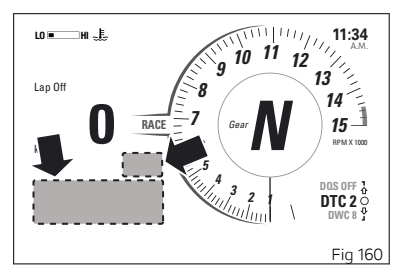 LO HI
11:34
A.M.
Lap Off
0
RACE
Gear
N
1
2
3
4
5
7
8
9
10
11
12
13
14
15
RPM X 1000
DQS OFF
DTC 2
DWC 8
Fig 160